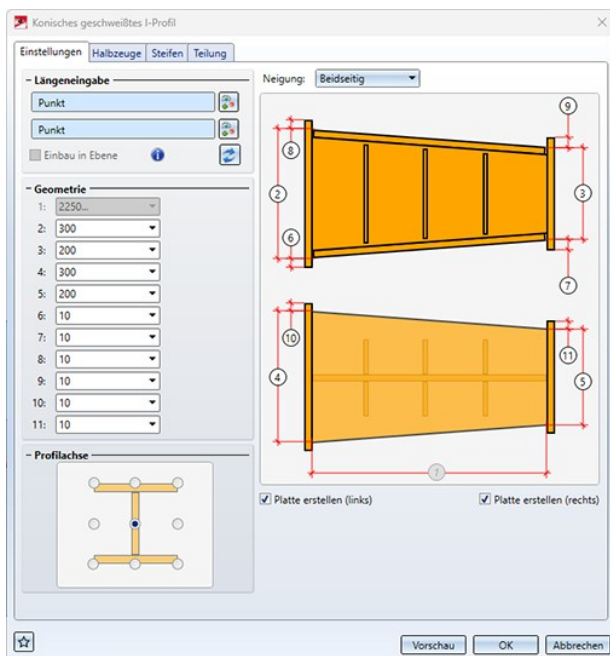 Konisches geschweißtes I-Profil
Einstellungen Halbzeuge Steifen Teilung
Längeneingabe
Punkt
Punkt
Einbau in Ebene
Geometrie
1: 2250...
2: 300
3: 200
4: 300
5: 200
6: 10
7: 10
8: 10
9: 10
10: 10
11: 10
Profilachse
Neigung: Beidseitig
9
8
2
3
6
7
10
11
4
5
1
Platte erstellen (links) Platte erstellen (rechts)
Vorschau OK Abbrechen